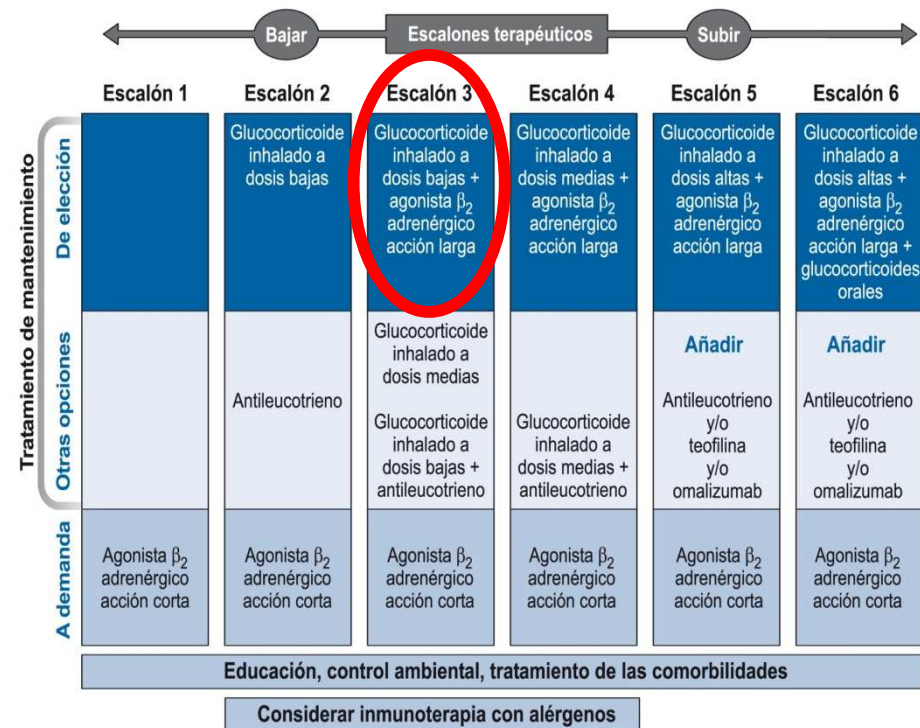 Bajar
Escalones terapéuticos
Subir
Escalón 1
Escalón 2
Escalón 3
Escalón 4
Escalón 5
Escalón 6
Tratamiento de mantenimiento
De elección
Glucocorticoide
inhalado a
dosis bajas
Glucocorticoide
inhalado a
dosis bajas +
agonista β2
adrenérgico
acción larga
Glucocorticoide
inhalado a
dosis medias +
agonista β2
adrenérgico
acción larga
Glucocorticoide
inhalado a
dosis altas +
agonista β2
adrenérgico
acción larga
Glucocorticoide
inhalado a
dosis altas +
agonista β2
adrenérgico
acción larga +
glucocorticoides
orales
Otras opciones
Antileucotrieno
Glucocorticoide
inhalado a
dosis medias
Glucocorticoide
inhalado a
dosis bajas +
antileucotrieno
Glucocorticoide
inhalado a
dosis medias +
antileucotrieno
Añadir
Antileucotrieno
y/o
teofilina
y/o
omalizumab
Añadir
Antileucotrieno
y/o
teofilina
y/o
omalizumab
A demanda
Agonista β2
adrenérgico
acción corta
Agonista β2
adrenérgico
acción corta
Agonista β2
adrenérgico
acción corta
Agonista β2
adrenérgico
acción corta
Agonista β2
adrenérgico
acción corta
Agonista β2
adrenérgico
acción corta
Educación, control ambiental, tratamiento de las comorbilidades
Considerar inmunoterapia con alérgenos